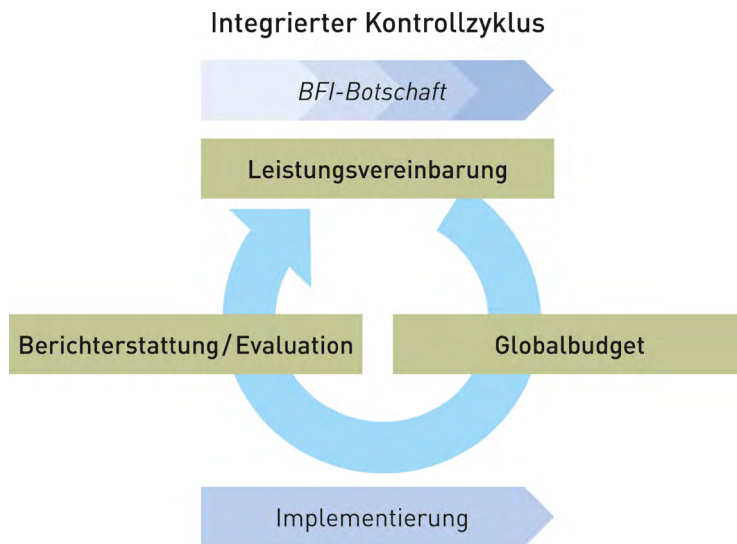 Integrierter Kontrollzyklus
BFI-Botschaft
Leistungsvereinbarung
Berichterstattung/Evaluation
Globalbudget
Implementierung